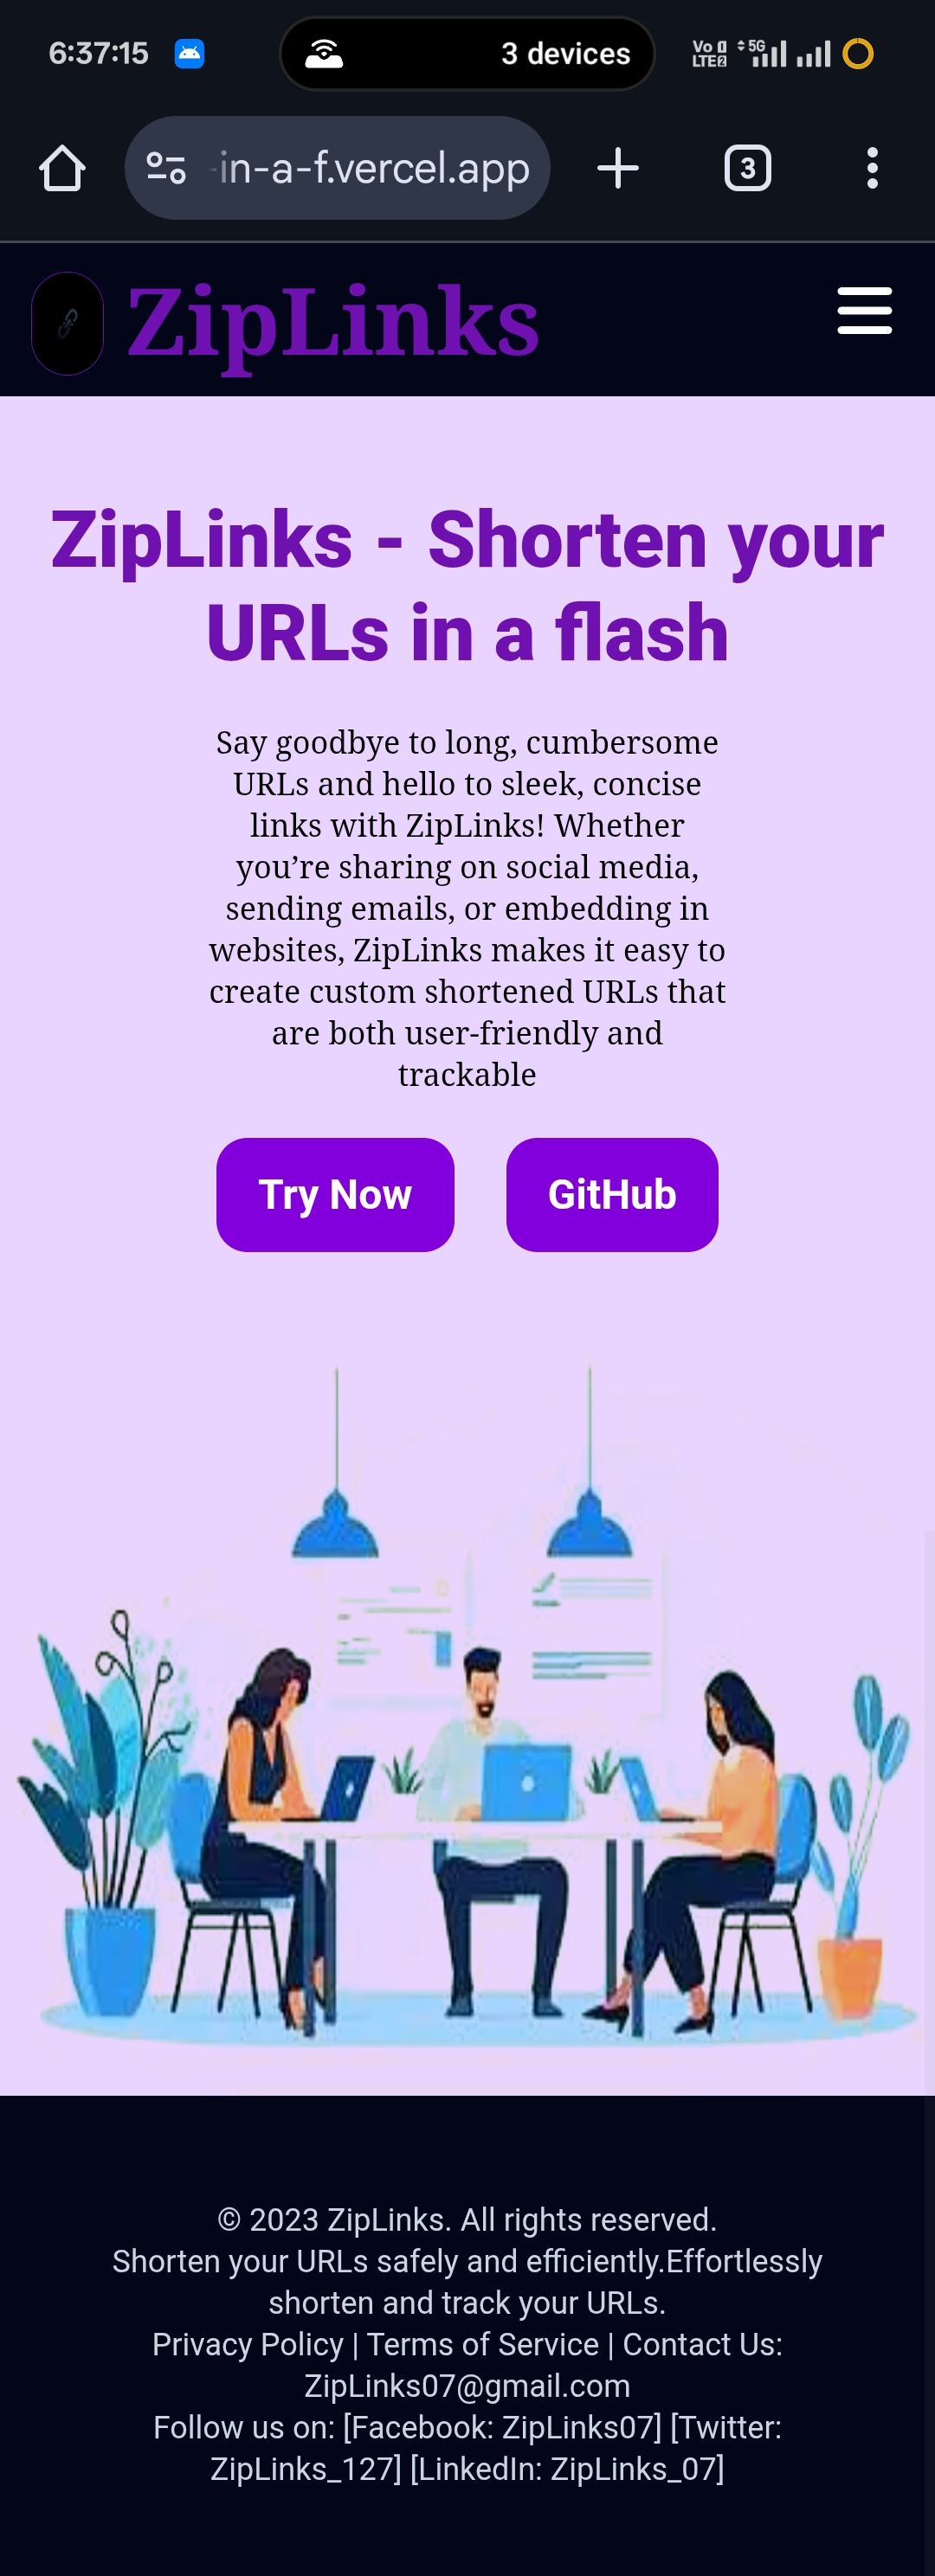 6:37:15
3 devices
Vo
LTE2
5G
-in-a-f.vercel.app
3
ZipLinks
ZipLinks - Shorten your
URLs in a flash
Say goodbye to long, cumbersome
URLs and hello to sleek, concise
links with ZipLinks! Whether
you’re sharing on social media,
sending emails, or embedding in
websites, ZipLinks makes it easy to
create custom shortened URLs that
are both user-friendly and
trackable
Try Now
GitHub
© 2023 ZipLinks. All rights reserved.
Shorten your URLs safely and efficiently.Effortlessly
shorten and track your URLs.
Privacy Policy | Terms of Service | Contact Us:
ZipLinks07@gmail.com
Follow us on: [Facebook: ZipLinks07] [Twitter:
ZipLinks_127] [LinkedIn: ZipLinks_07]